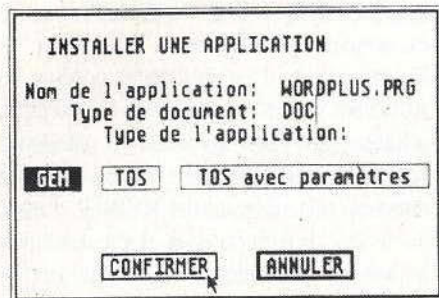 INSTALLER UNE APPLICATION
Nom de l'application: WORDPLUS.PRG
Type de document: DOC
Type de l'application:
GEM TOS TOS avec paramètres
CONFIRMER ANNULER